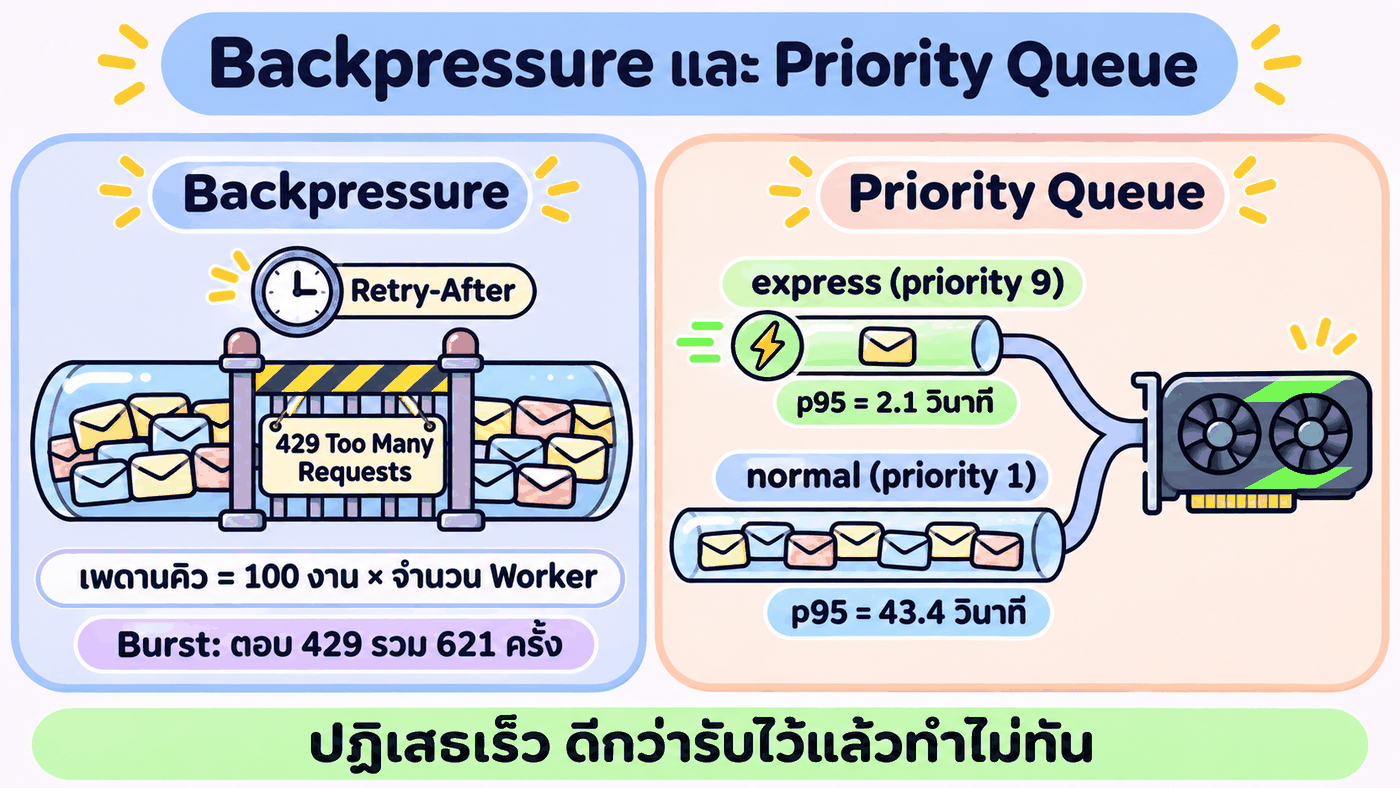 Backpressure และ Priority Queue
Backpressure
Retry-After
429 Too Many
Requests
เพดานคิว = 100 งาน × จำนวน Worker
Burst: ตอบ 429 รวม 621 ครั้ง
Priority Queue
express (priority 9)
p95 = 2.1 วินาที
normal (priority 1)
p95 = 43.4 วินาที
ปฏิเสธเร็ว ดีกว่ารับไว้แล้วทำไม่ทัน